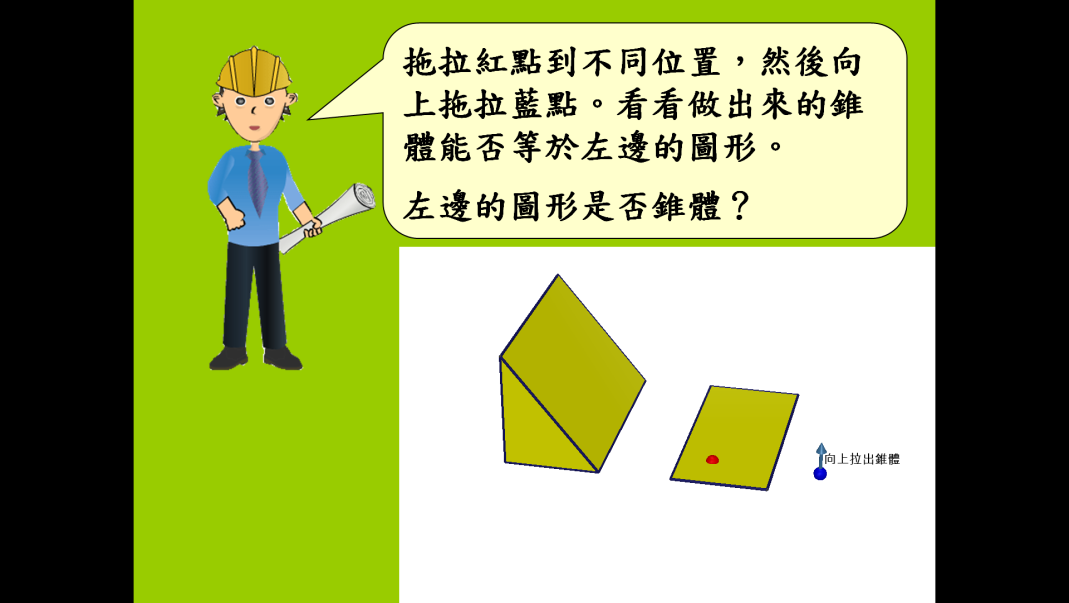 拖拉紅點到不同位置，然後向
上拖拉藍點。看看做出來的錐
體能否等於左邊的圖形。
左邊的圖形是否錐體？
向上拉出錐體